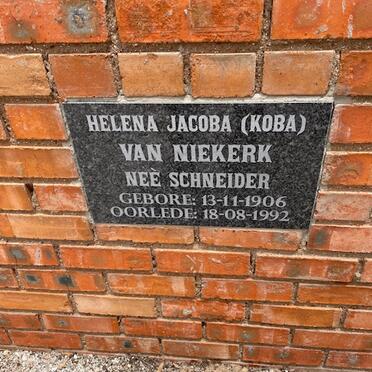 HELENA JACOBA (KOBA)
VAN NIEKERK
NEE SCHNEIDER
GEBORE: 13-11-1906
OORLEDE: 18-08-1992